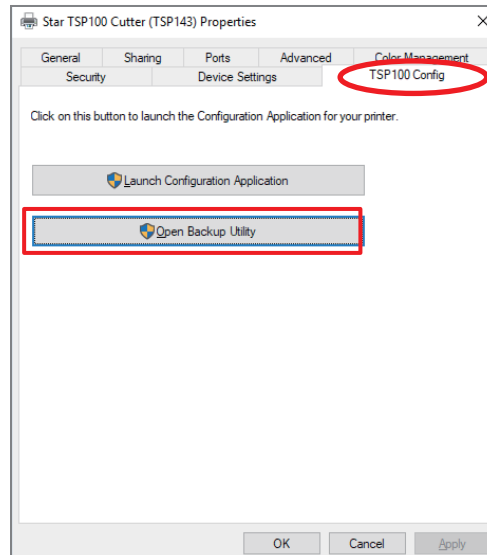 Star TSP100 Cutter (TSP143) Properties
General Sharing Ports Advanced Color Management
Security Device Settings TSP100 Config
Click on this button to launch the Configuration Application for your printer.
Launch Configuration Application
Open Backup Utility
OK Cancel Apply